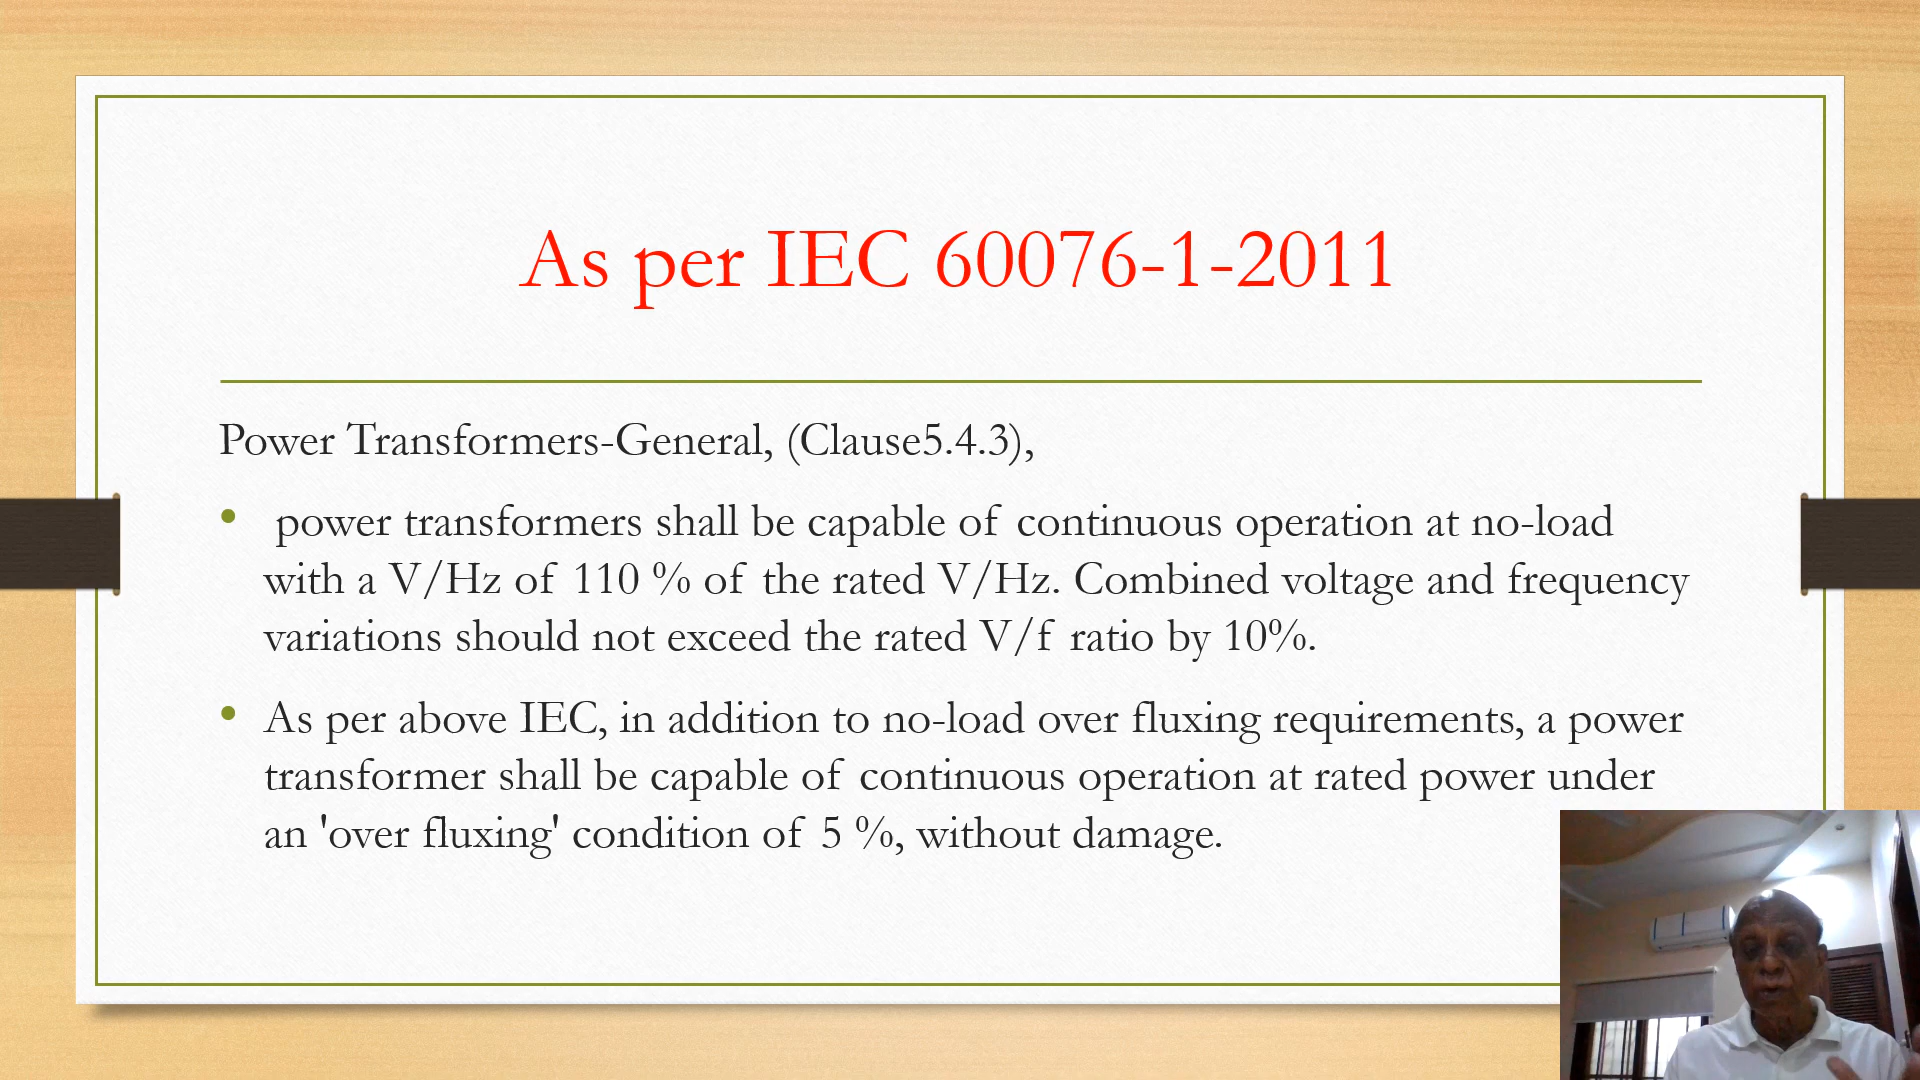 As per IEC 60076-1-2011
Power Transformers-General, (Clause5.4.3),
• power transformers shall be capable of continuous operation at no-load
with a V/Hz of 110 % of the rated V/Hz. Combined voltage and frequency
variations should not exceed the rated V/f ratio by 10%.
• As per above IEC, in addition to no-load over fluxing requirements, a power
transformer shall be capable of continuous operation at rated power under
an 'over fluxing' condition of 5 %, without damage.